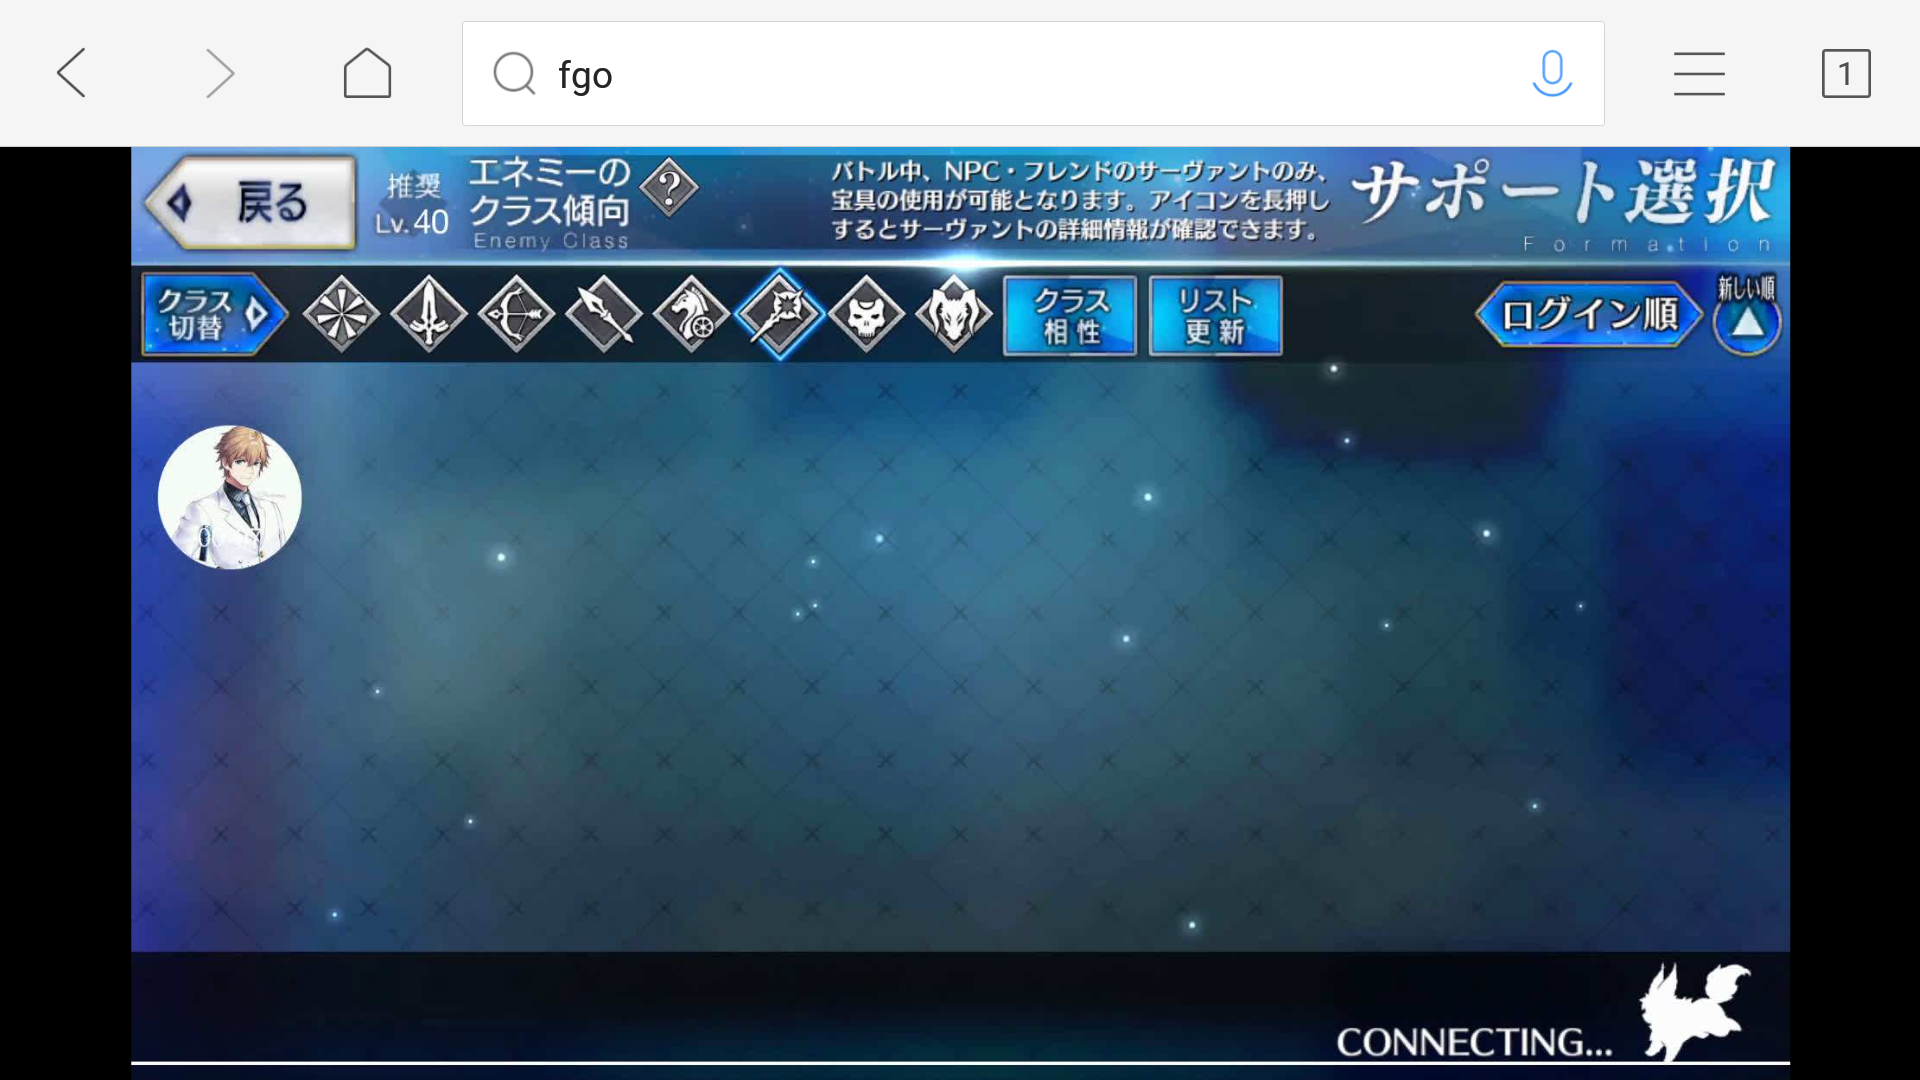 fgo
1
戻る
推奨
Lv.40
エネミーの
クラス傾向
Enemy Class
?
バトル中、NPC・フレンドのサーヴァントのみ、
宝具の使用が可能となります。アイコンを長押し
するとサーヴァントの詳細情報が確認できます。
サポート選択
Formation
クラス
切替
クラス
相性
リスト
更新
ログイン順
新しい順
CONNECTING...